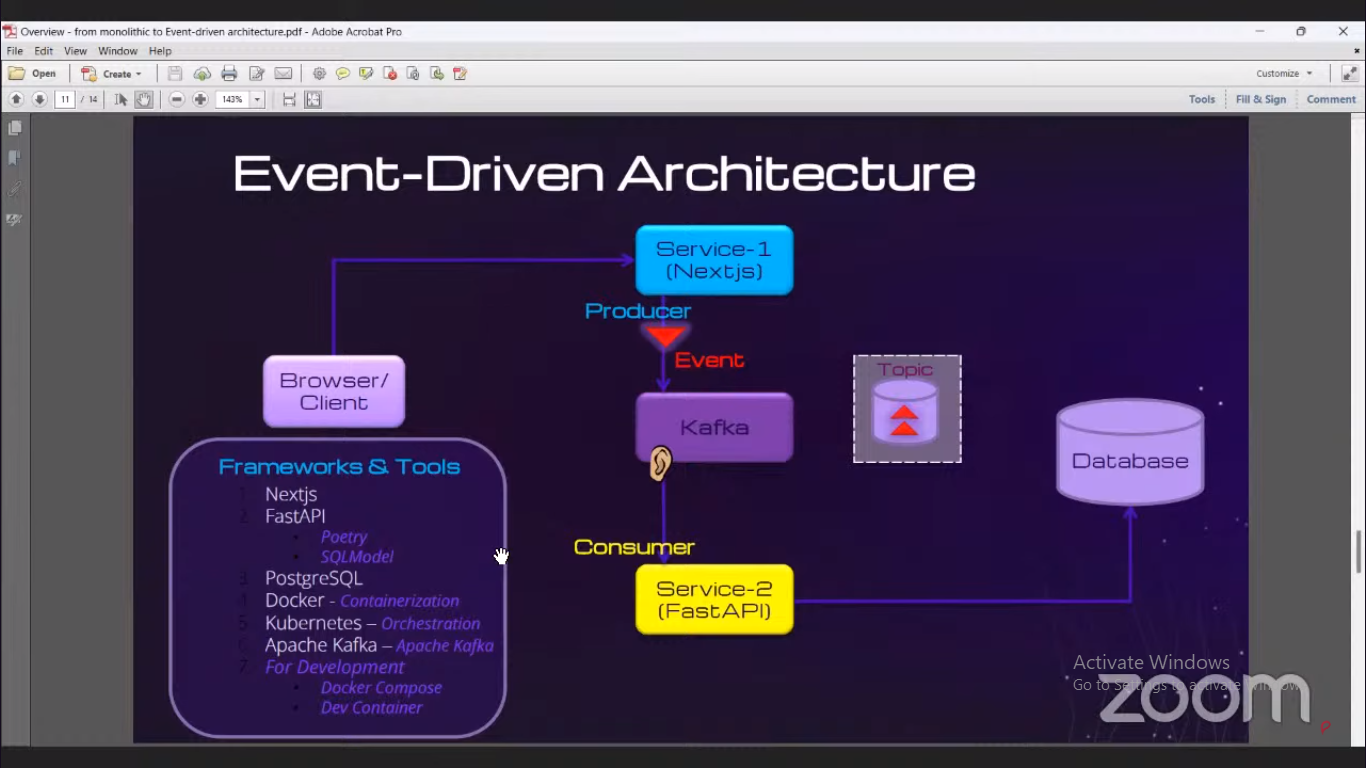 Overview - from monolithic to Event-driven architecture.pdf - Adobe Acrobat Pro
File Edit View Window Help
Open Create Customize
11 / 14 143% Tools Fill & Sign Comment
Event-Driven Architecture
Service-1
(Nextjs)
Producer
Event
Browser/
Client
Kafka
Topic
Database
Frameworks & Tools
1. Nextjs
2. FastAPI
• Poetry
• SQLModel
3. PostgreSQL
4. Docker - Containerization
5. Kubernetes – Orchestration
6. Apache Kafka – Apache Kafka
7. For Development
• Docker Compose
• Dev Container
Consumer
Service-2
(FastAPI)
Activate Windows
Go to Settings to activate Windows.
zoom